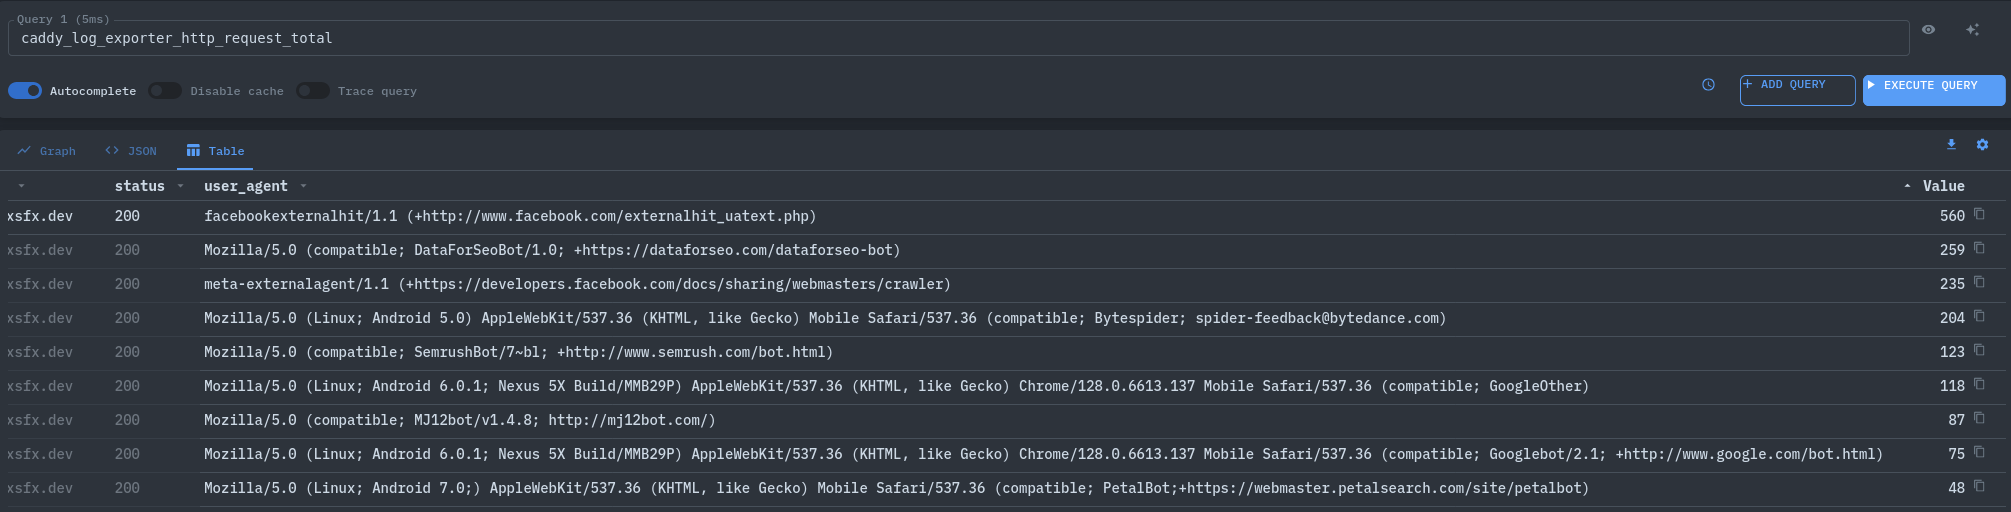 Query 1 (5ms)
caddy_log_exporter_http_request_total
Autocomplete Disable cache Trace query
+ ADD QUERY EXECUTE QUERY
Graph <> JSON Table
status user_agent Value
xsfx.dev 200 facebookexternalhit/1.1 (+http://www.facebook.com/externalhit_uatext.php) 560
xsfx.dev 200 Mozilla/5.0 (compatible; DataForSeoBot/1.0; +https://dataforseo.com/dataforseo-bot) 259
xsfx.dev 200 meta-externalagent/1.1 (+https://developers.facebook.com/docs/sharing/webmasters/crawler) 235
xsfx.dev 200 Mozilla/5.0 (Linux; Android 5.0) AppleWebKit/537.36 (KHTML, like Gecko) Mobile Safari/537.36 (compatible; Bytespider; spider-feedback@bytedance.com) 204
xsfx.dev 200 Mozilla/5.0 (compatible; SemrushBot/7~bl; +http://www.semrush.com/bot.html) 123
xsfx.dev 200 Mozilla/5.0 (Linux; Android 6.0.1; Nexus 5X Build/MMB29P) AppleWebKit/537.36 (KHTML, like Gecko) Chrome/128.0.6613.137 Mobile Safari/537.36 (compatible; GoogleOther) 118
xsfx.dev 200 Mozilla/5.0 (compatible; MJ12bot/v1.4.8; http://mj12bot.com/) 87
xsfx.dev 200 Mozilla/5.0 (Linux; Android 6.0.1; Nexus 5X Build/MMB29P) AppleWebKit/537.36 (KHTML, like Gecko) Chrome/128.0.6613.137 Mobile Safari/537.36 (compatible; Googlebot/2.1; +http://www.google.com/bot.html) 75
xsfx.dev 200 Mozilla/5.0 (Linux; Android 7.0;) AppleWebKit/537.36 (KHTML, like Gecko) Mobile Safari/537.36 (compatible; PetalBot;+https://webmaster.petalsearch.com/site/petalbot) 48